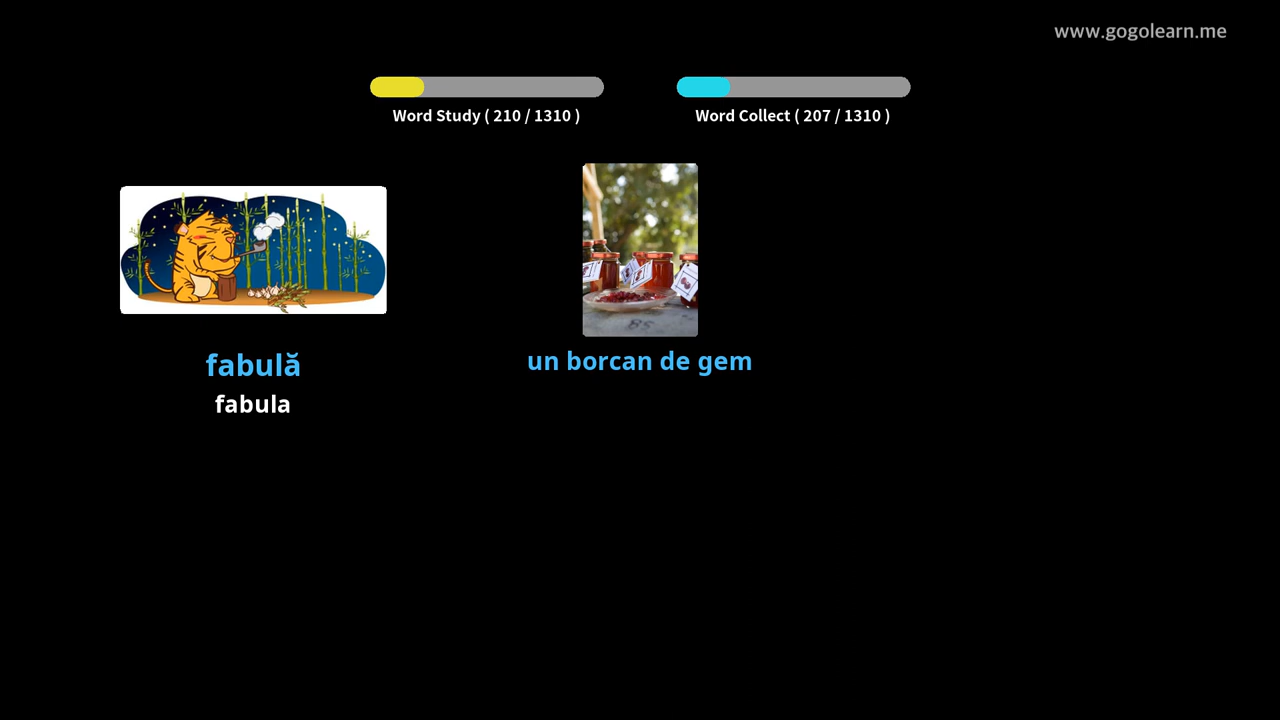 www.gogolearn.me
Word Study ( 210 / 1310 )
Word Collect ( 207 / 1310 )
fabulă
fabula
un borcan de gem